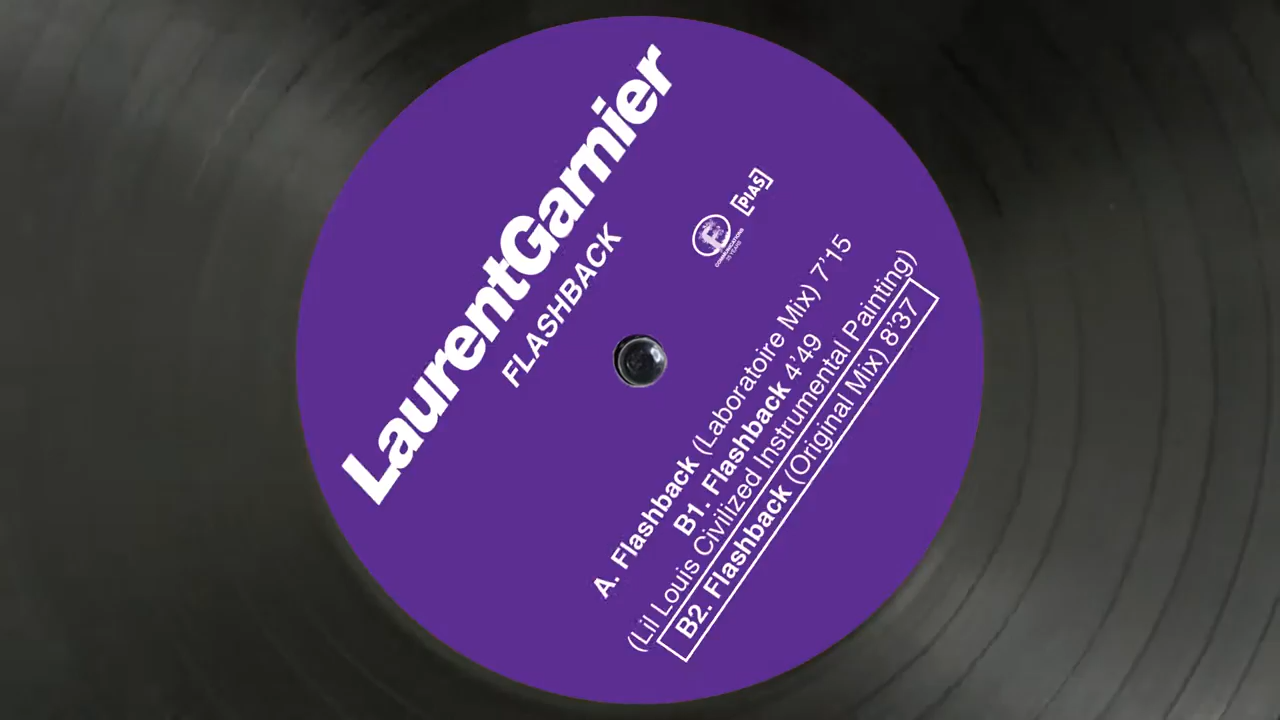 LaurentGarnier
FLASHBACK
F
COMMUNICATIONS
[PIAS]
A. Flashback (Laboratoire Mix) 7'15
B1. Flashback 4'49
(Lil Louis Civilized Instrumental Painting)
B2. Flashback (Original Mix) 8'37